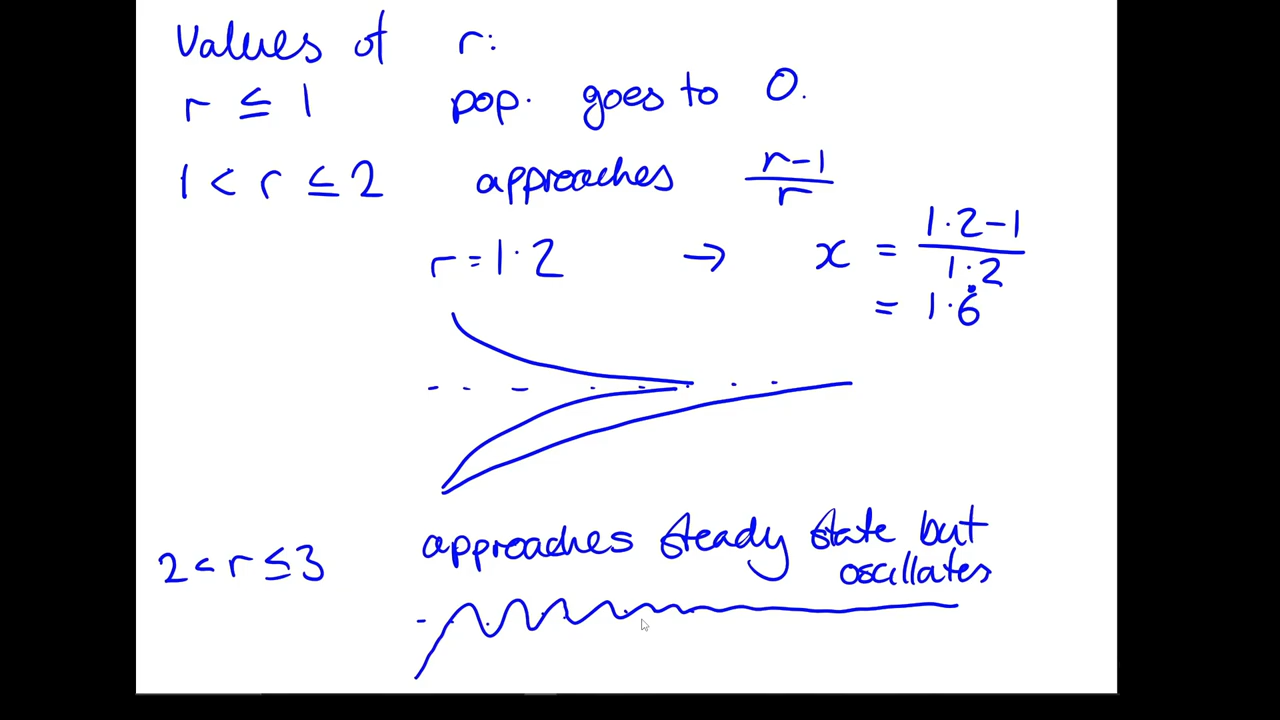 Values of r:
r ≤ 1 pop. goes to 0.
1 < r ≤ 2 approaches r-1/r
r = 1·2 → x = 1·2-1/1·2
= 1·6̇
2 < r ≤ 3 approaches steady state but
oscillates